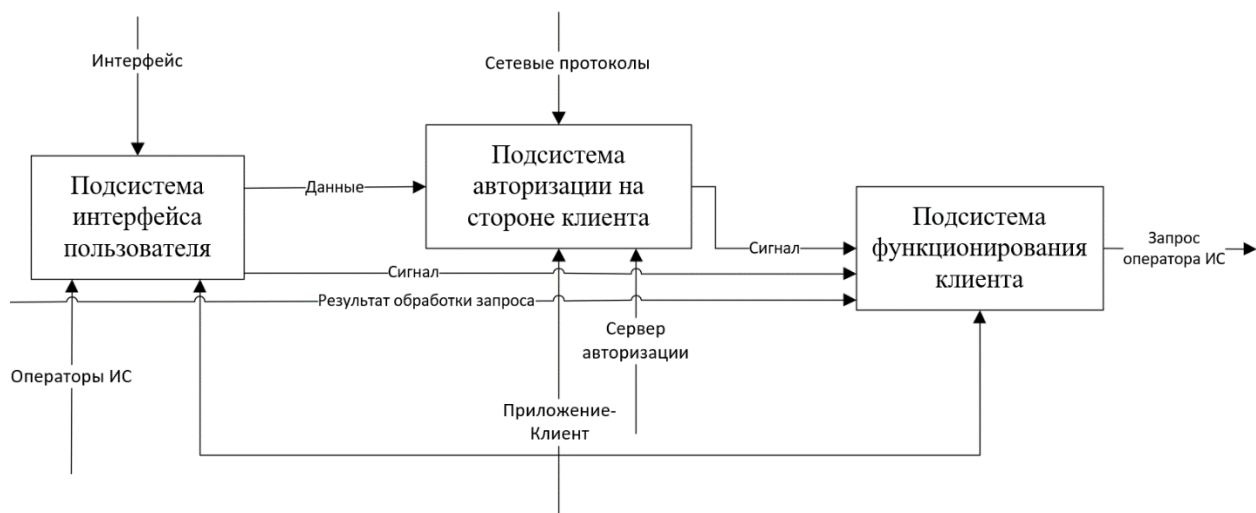 Интерфейс
Сетевые протоколы
Подсистема
интерфейса
пользователя
Данные
Подсистема
авторизации на
стороне клиента
Сигнал
Подсистема
функционирования
клиента
Запрос
оператора ИС
Сигнал
Результат обработки запроса
Сервер
авторизации
Операторы ИС
Приложение-
Клиент